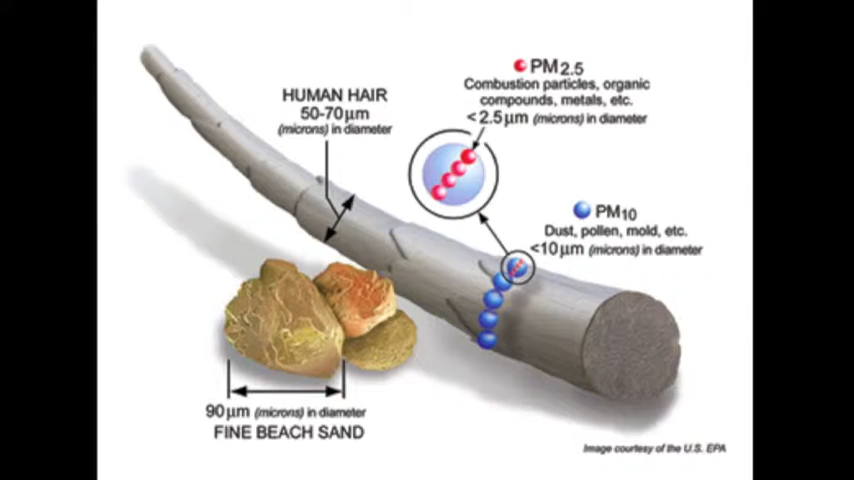 HUMAN HAIR
50-70μm
(microns) in diameter
PM2.5
Combustion particles, organic
compounds, metals, etc.
<2.5μm (microns) in diameter
PM10
Dust, pollen, mold, etc.
<10μm (microns) in diameter
90μm (microns) in diameter
FINE BEACH SAND
Image courtesy of the U.S. EPA